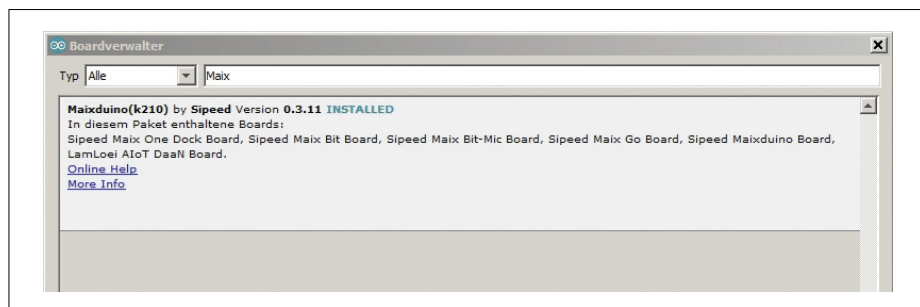 Boardverwalter
Typ Alle Maix
Maixduino(k210) by Sipeed Version 0.3.11 INSTALLED
In diesem Paket enthaltene Boards:
Sipeed Maix One Dock Board, Sipeed Maix Bit Board, Sipeed Maix Bit-Mic Board, Sipeed Maix Go Board, Sipeed Maixduino Board,
LamLoei AIoT DaaN Board.
Online Help
More Info